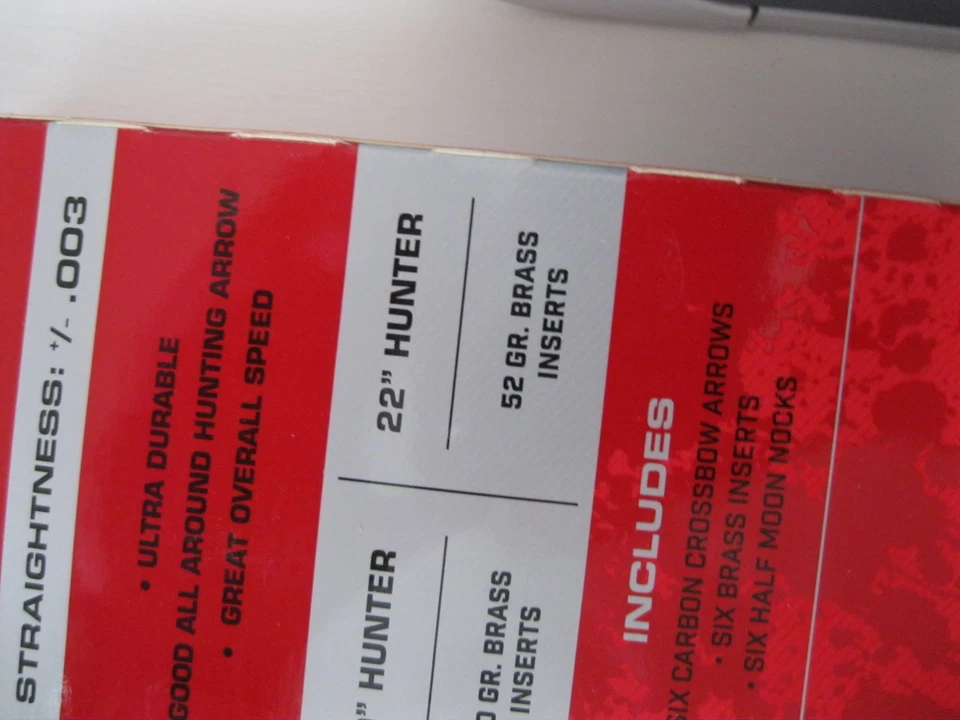 STRAIGHTNESS: +/- .003
• ULTRA DURABLE
GOOD ALL AROUND HUNTING ARROW
• GREAT OVERALL SPEED
" HUNTER
GR. BRASS
INSERTS
22" HUNTER
52 GR. BRASS
INSERTS
INCLUDES
SIX CARBON CROSSBOW ARROWS
• SIX BRASS INSERTS
• SIX HALF MOON NOCKS